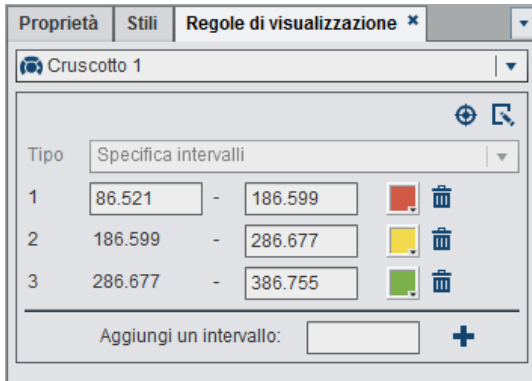 Proprietà Stili Regole di visualizzazione ×
Cruscotto 1
Tipo Specifica intervalli
1 86.521 - 186.599
2 186.599 - 286.677
3 286.677 - 386.755
Aggiungi un intervallo: